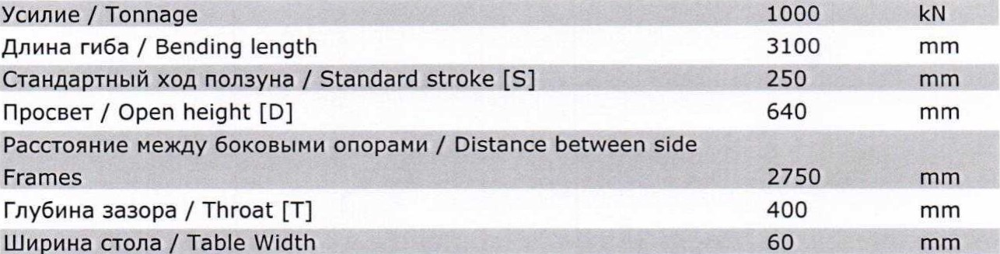 Усилие / Tonnage 1000 kN
Длина гиба / Bending length 3100 mm
Стандартный ход ползуна / Standard stroke [S] 250 mm
Просвет / Open height [D] 640 mm
Расстояние между боковыми опорами / Distance between side
Frames 2750 mm
Глубина зазора / Throat [T] 400 mm
Ширина стола / Table Width 60 mm